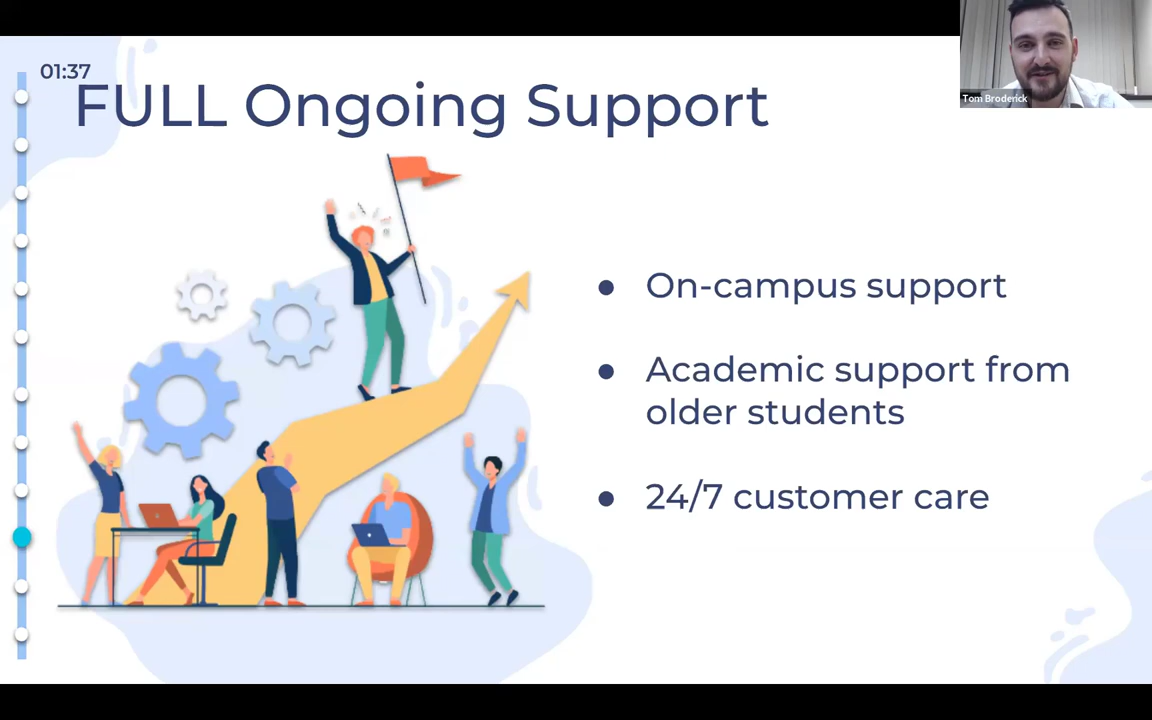 01:37
FULL Ongoing Support
Tom Broderick
● On-campus support
● Academic support from
older students
● 24/7 customer care